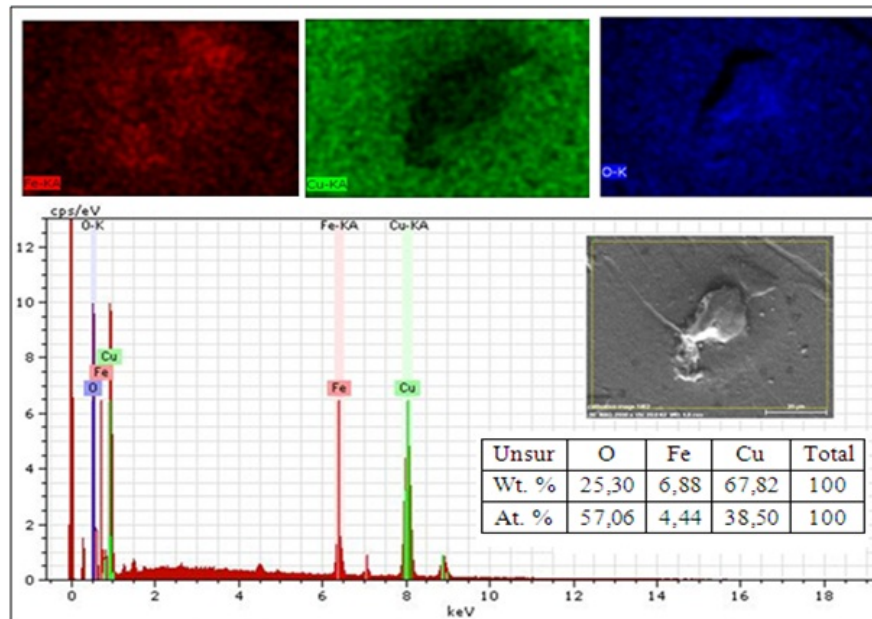 Fe-KA
Cu-KA
O-K
cps/eV
O-K Fe-KA Cu-KA
12
10
8
6
4
2
0
Cu
Fe
O
Fe
Cu
Unsur O Fe Cu Total
Wt. % 25,30 6,88 67,82 100
At. % 57,06 4,44 38,50 100
0 2 4 6 8 10 12 14 16 18
keV